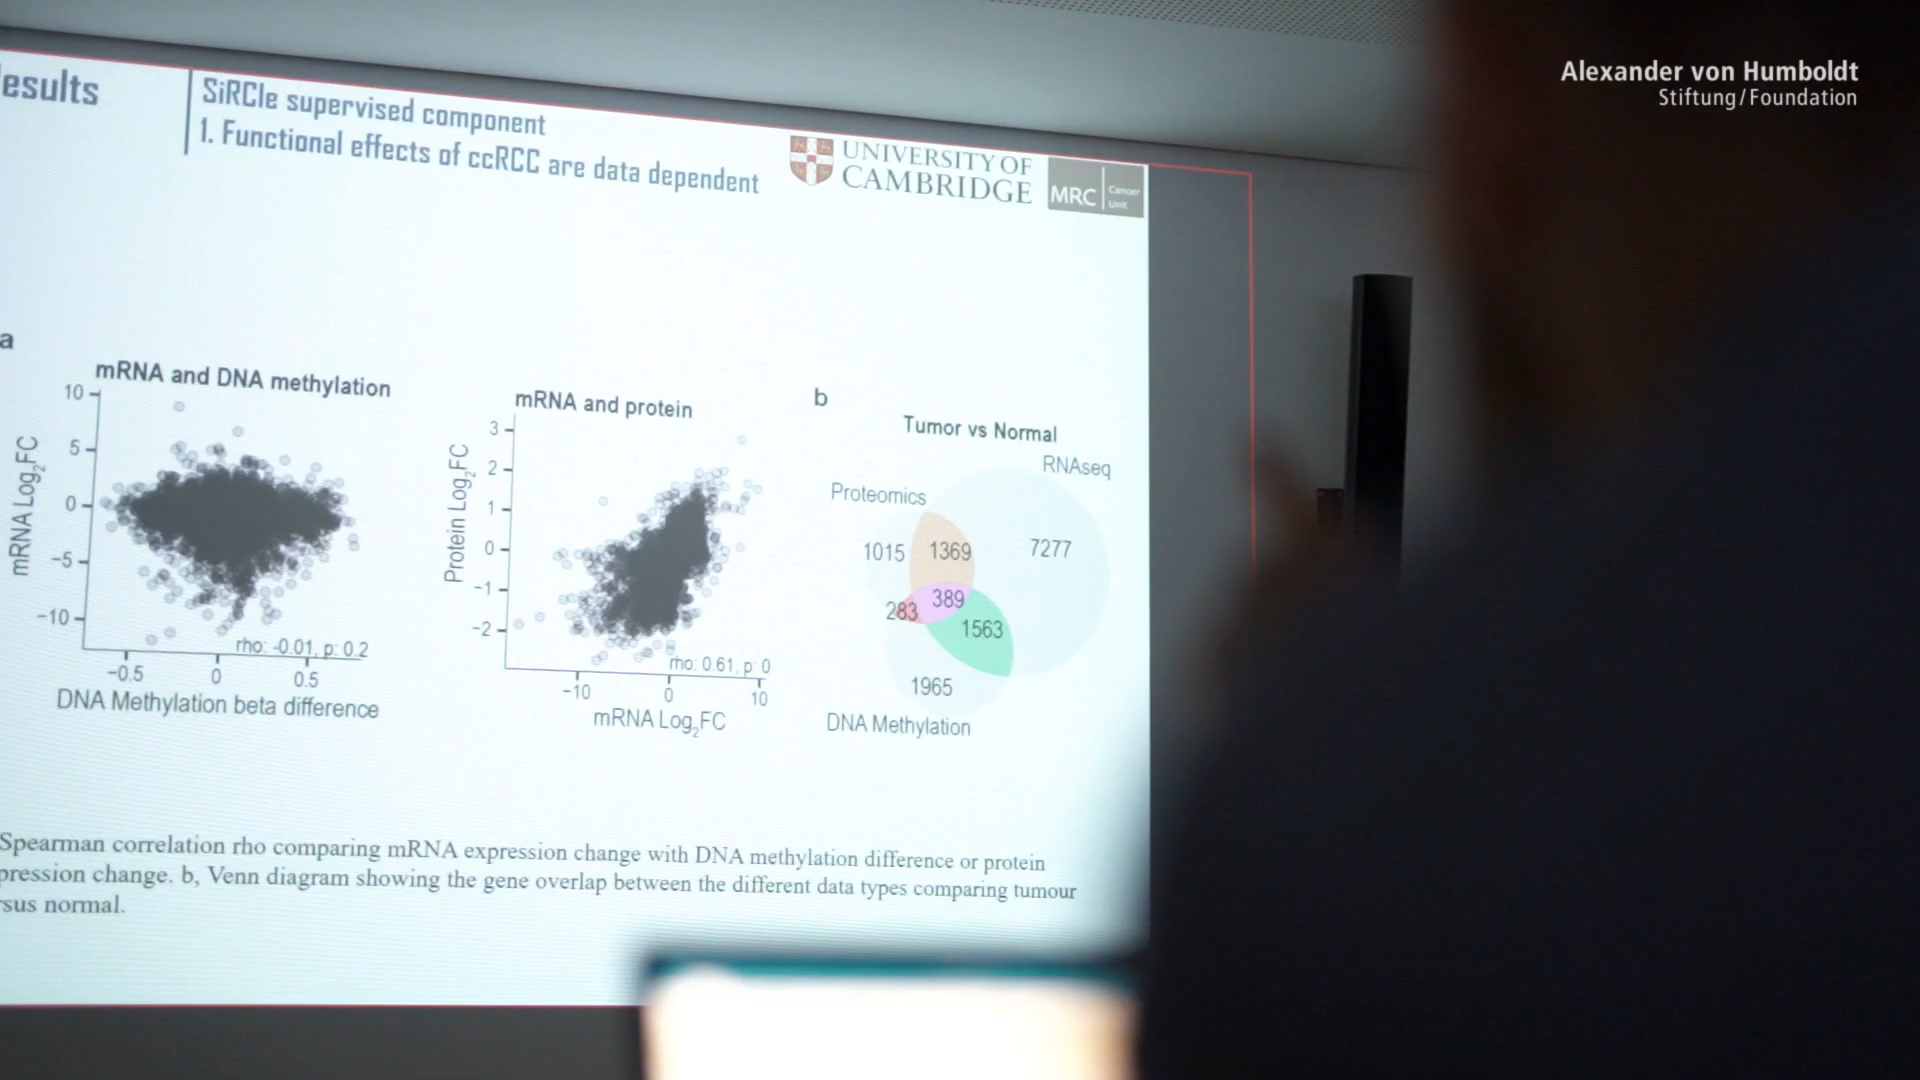 Alexander von Humboldt
Stiftung/Foundation
esults
SiRCle supervised component
1. Functional effects of ccRCC are data dependent
UNIVERSITY OF
CAMBRIDGE
MRC
Cancer
Unit
a
mRNA and DNA methylation
10
5
0
−5
−10
mRNA Log2FC
rho: -0.01, p: 0.2
−0.5
0
0.5
DNA Methylation beta difference
mRNA and protein
3
2
1
0
−1
−2
Protein Log2FC
rho: 0.61, p: 0
−10
0
10
mRNA Log2FC
b
Tumor vs Normal
RNAseq
Proteomics
1015
1369
7277
283
389
1563
1965
DNA Methylation
Spearman correlation rho comparing mRNA expression change with DNA methylation difference or protein
pression change. b, Venn diagram showing the gene overlap between the different data types comparing tumour
sus normal.